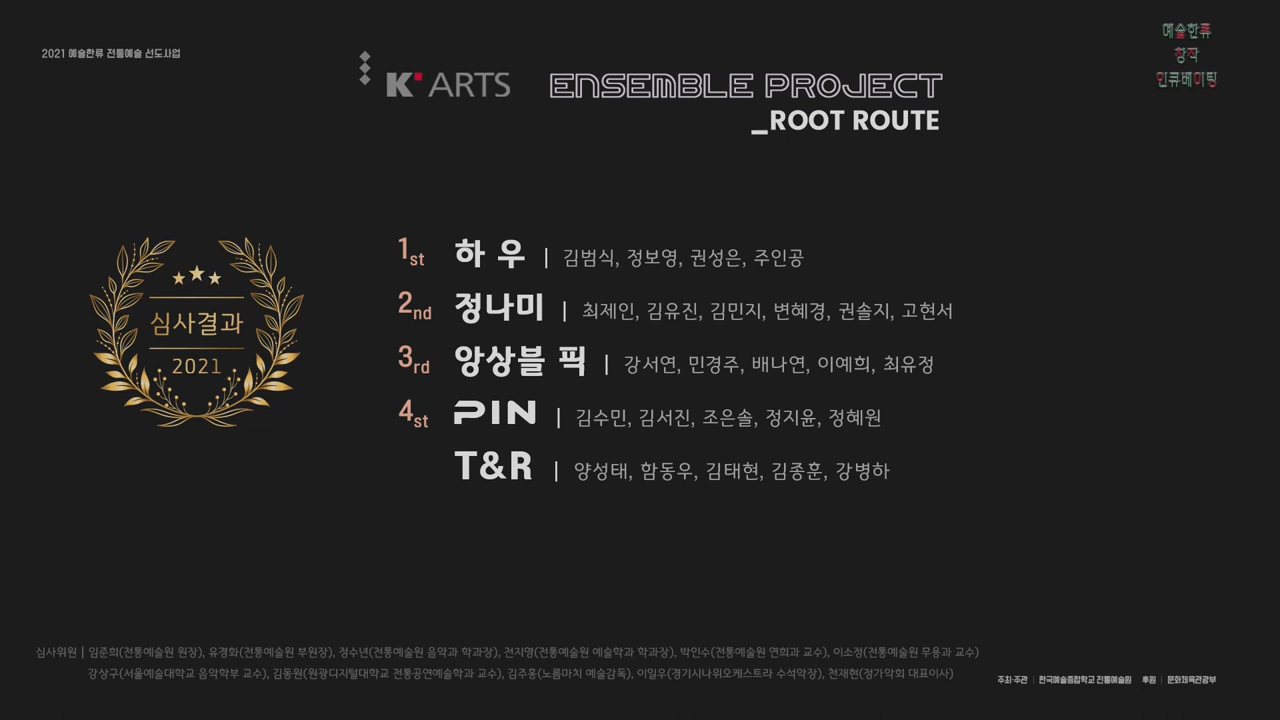 2021 예술한류 전통예술 선도사업
예술한류
창작
인큐베이팅
K'ARTS ENSEMBLE PROJECT
_ROOT ROUTE
심사결과
2021
1st 하 우 | 김범식, 정보영, 권성은, 주인공
2nd 정나미 | 최제인, 김유진, 김민지, 변혜경, 권솔지, 고현서
3rd 앙상블 픽 | 강서연, 민경주, 배나연, 이예희, 최유정
4st PIN | 김수민, 김서진, 조은솔, 정지윤, 정혜원
T&R | 양성태, 함동우, 김태현, 김종훈, 강병하
심사위원 | 임준희(전통예술원 원장), 유경화(전통예술원 부원장), 정수년(전통예술원 음악과 학과장), 전지영(전통예술원 예술학과 학과장), 박인수(전통예술원 연희과 교수), 이소정(전통예술원 무용과 교수)
강상구(서울예술대학교 음악학부 교수), 김동원(원광디지털대학교 전통공연예술학과 교수), 김주홍(노름마치 예술감독), 이일우(경기시나위오케스트라 수석악장), 천재현(정가악회 대표이사)
주최·주관 | 한국예술종합학교 전통예술원 후원 | 문화체육관광부